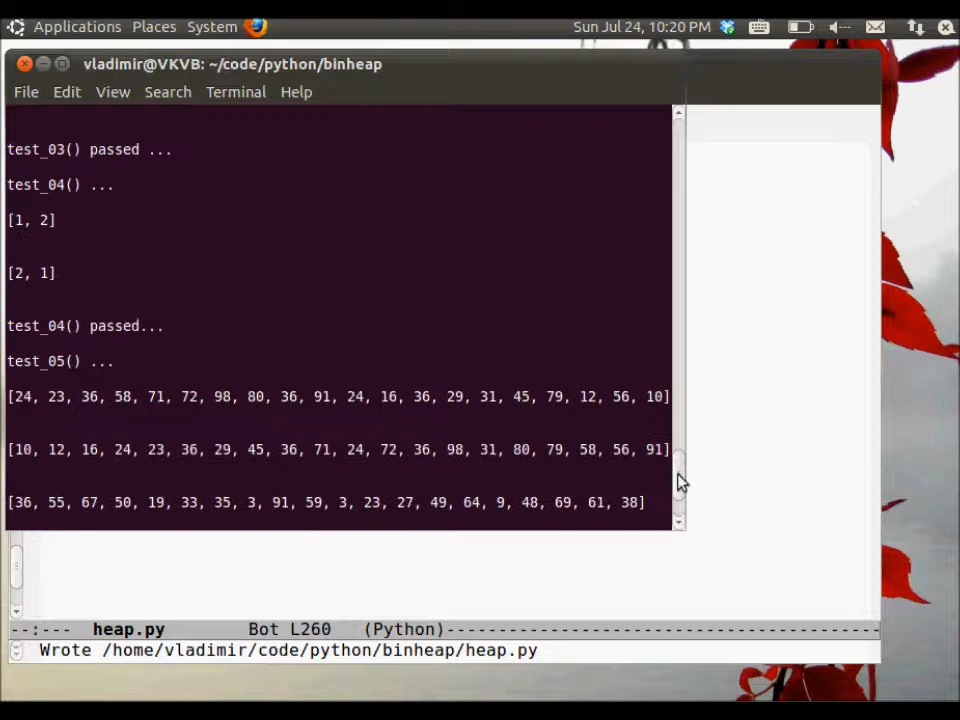 Applications Places System Sun Jul 24, 10:20 PM
vladimir@VKVB: ~/code/python/binheap
File Edit View Search Terminal Help
test_03() passed ...
test_04() ...
[1, 2]
[2, 1]
test_04() passed...
test_05() ...
[24, 23, 36, 58, 71, 72, 98, 80, 36, 91, 24, 16, 36, 29, 31, 45, 79, 12, 56, 10]
[10, 12, 16, 24, 23, 36, 29, 45, 36, 71, 24, 72, 36, 98, 31, 80, 79, 58, 56, 91]
[36, 55, 67, 50, 19, 33, 35, 3, 91, 59, 3, 23, 27, 49, 64, 9, 48, 69, 61, 38]
--:--- heap.py Bot L260 (Python)--------------------------------------------
Wrote /home/vladimir/code/python/binheap/heap.py